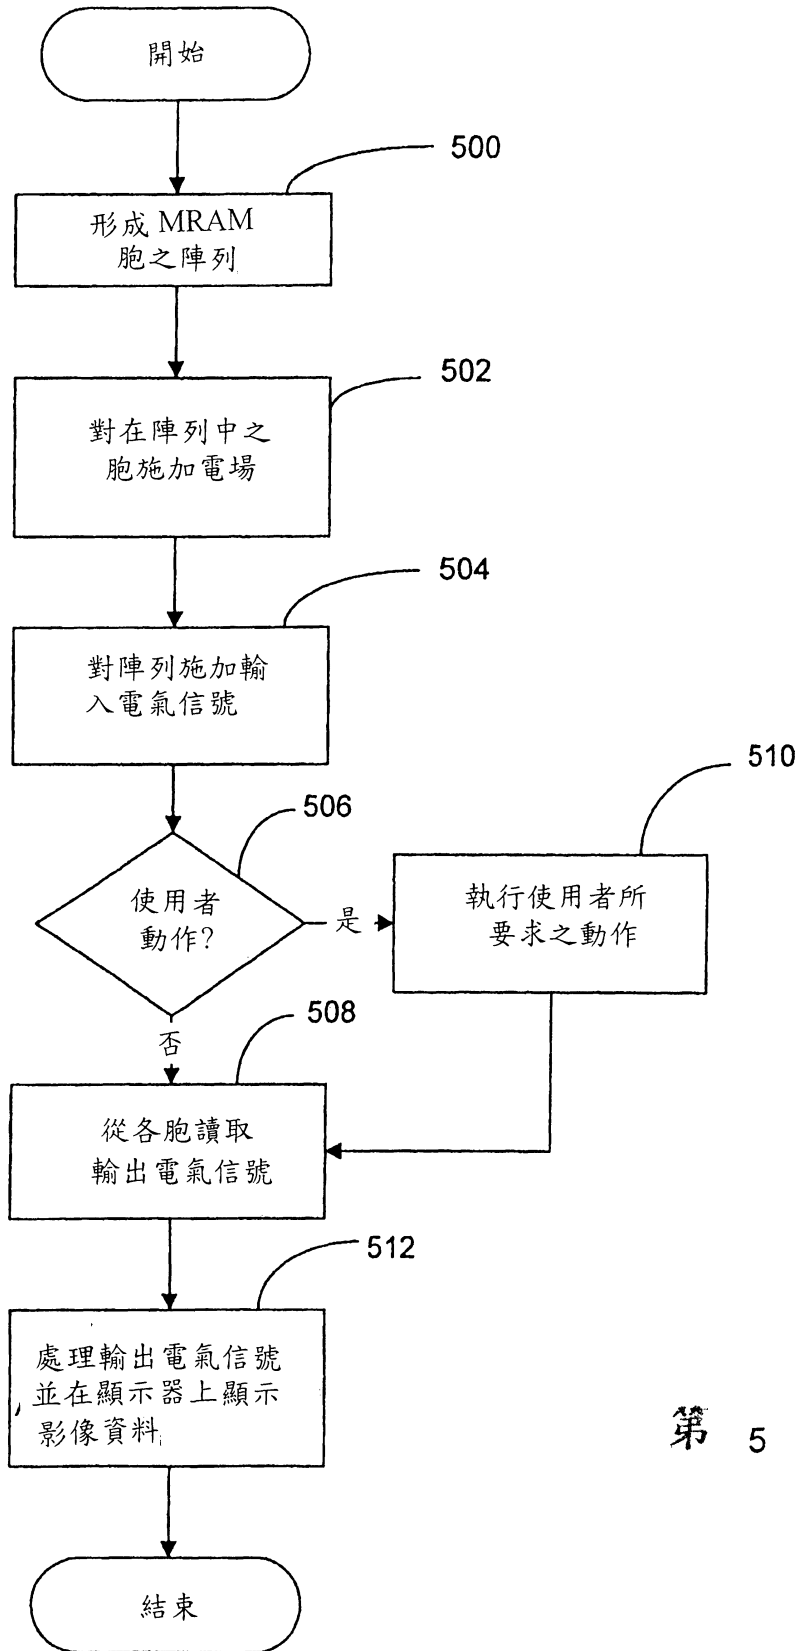 開始
500
形成 MRAM
胞之陣列
502
對在陣列中之
胞施加電場
504
對陣列施加輸
入電氣信號
506
使用者
動作?
是
510
執行使用者所
要求之動作
否
508
從各胞讀取
輸出電氣信號
512
處理輸出電氣信號
並在顯示器上顯示
影像資料
結束
第 5